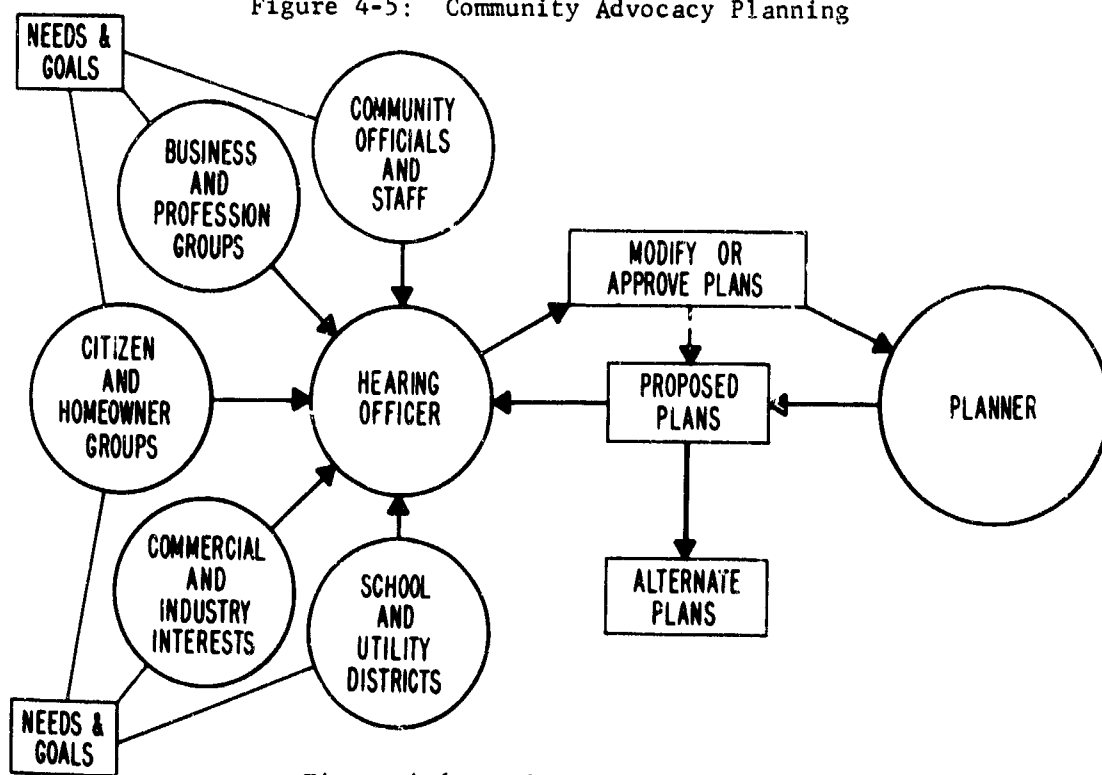 Figure 4-5: Community Advocacy Planning
NEEDS &
GOALS
COMMUNITY
OFFICIALS
AND
STAFF
BUSINESS
AND
PROFESSION
GROUPS
MODIFY OR
APPROVE PLANS
CITIZEN
AND
HOMEOWNER
GROUPS
HEARING
OFFICER
PROPOSED
PLANS
PLANNER
COMMERCIAL
AND
INDUSTRY
INTERESTS
SCHOOL
AND
UTILITY
DISTRICTS
ALTERNATE
PLANS
NEEDS &
GOALS